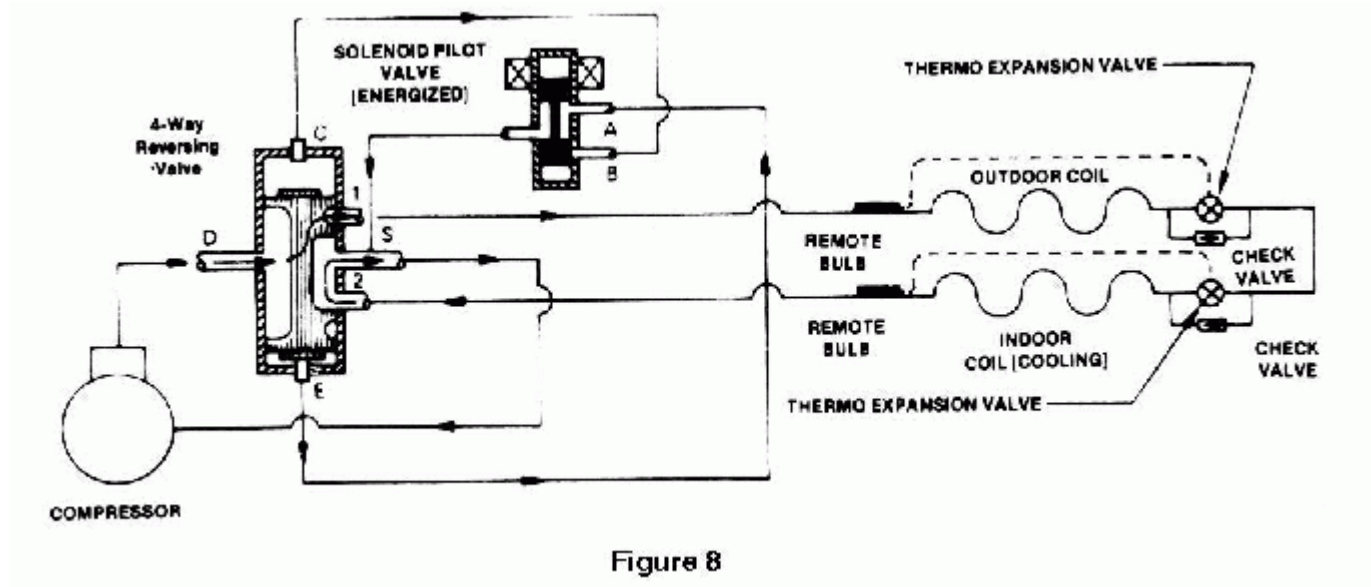 SOLENOID PILOT
VALVE
[ENERGIZED]
THERMO EXPANSION VALVE
4-Way
Reversing
Valve
C
A
B
1
D
S
2
E
OUTDOOR COIL
REMOTE
BULB
CHECK
VALVE
REMOTE
BULB
INDOOR
COIL [COOLING]
CHECK
VALVE
THERMO EXPANSION VALVE
COMPRESSOR
Figure 8